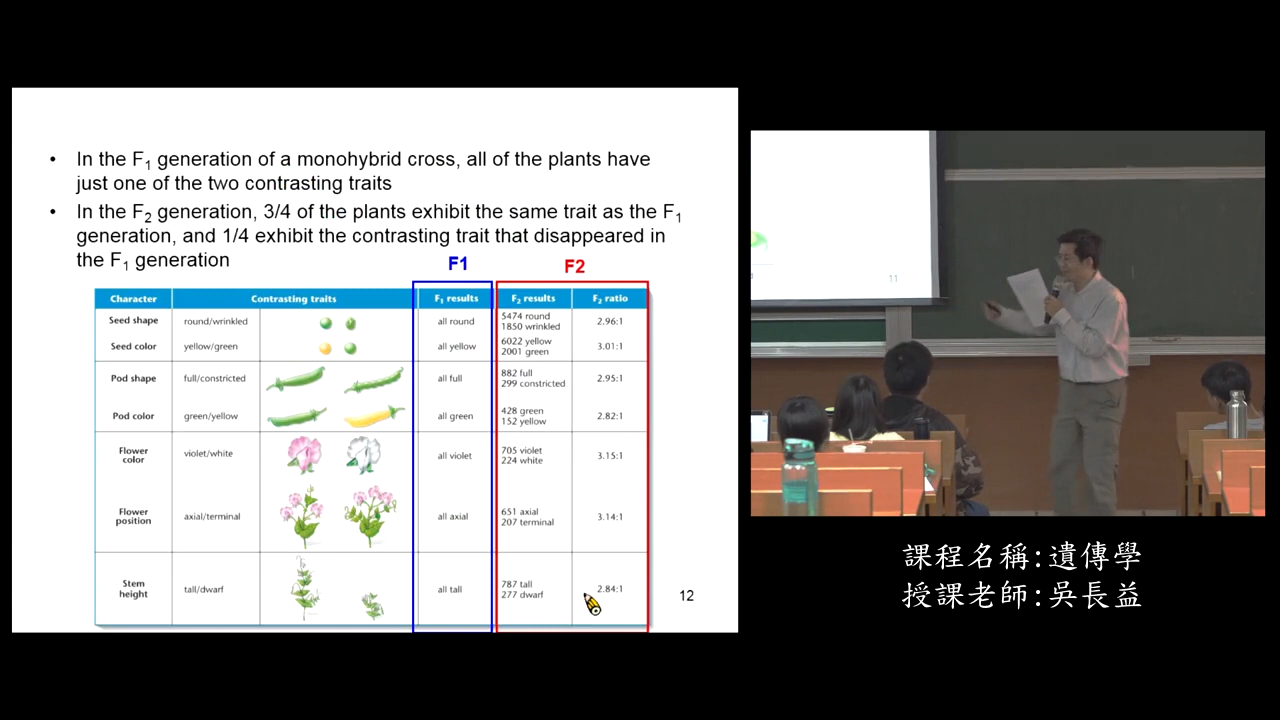 • In the F1 generation of a monohybrid cross, all of the plants have
just one of the two contrasting traits
• In the F2 generation, 3/4 of the plants exhibit the same trait as the F1
generation, and 1/4 exhibit the contrasting trait that disappeared in
the F1 generation
F1 F2
Character Contrasting traits F1 results F2 results F2 ratio
Seed shape round/wrinkled all round 5474 round 2.96:1
1850 wrinkled
Seed color yellow/green all yellow 6022 yellow 3.01:1
2001 green
Pod shape full/constricted all full 882 full 2.95:1
299 constricted
Pod color green/yellow all green 428 green 2.82:1
152 yellow
Flower
color violet/white all violet 705 violet 3.15:1
224 white
Flower
position axial/terminal all axial 651 axial 3.14:1
207 terminal
Stem
height tall/dwarf all tall 787 tall 2.84:1
277 dwarf
12
11
課程名稱:遺傳學
授課老師:吳長益